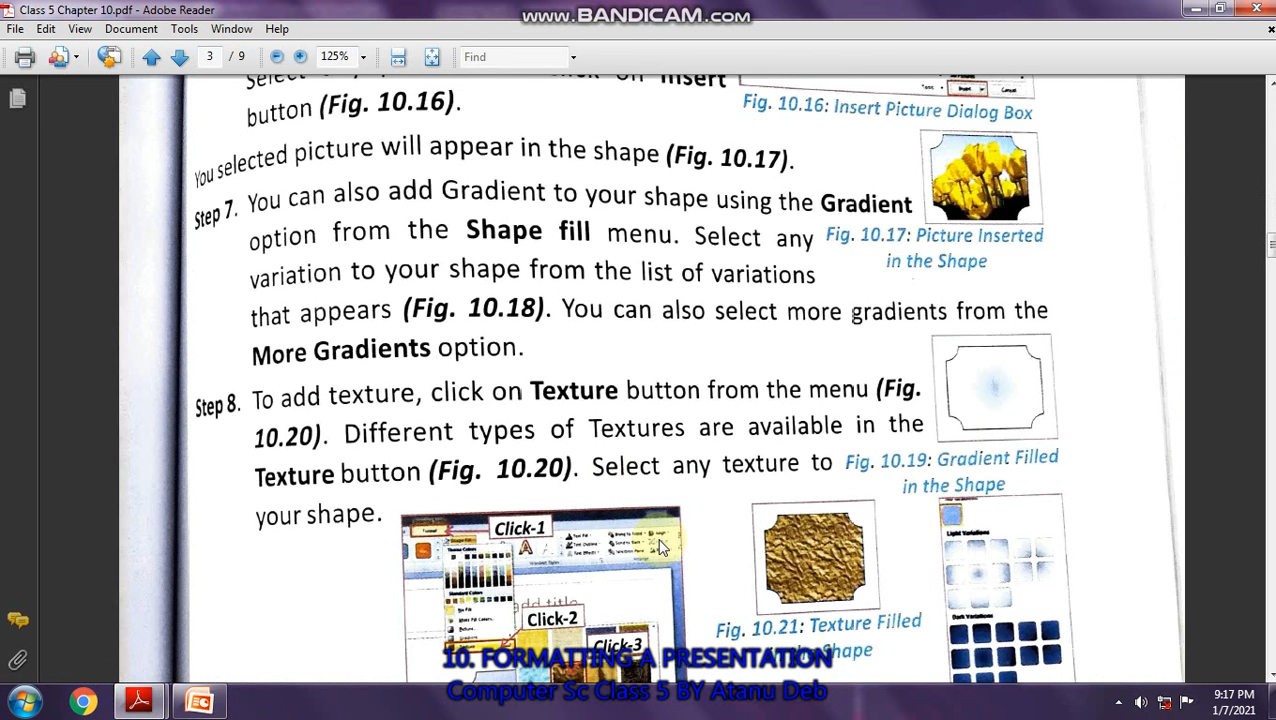 Class 5 Chapter 10.pdf - Adobe Reader
www.BANDICAM.com
File Edit View Document Tools Window Help
3 / 9 125% Find
Insert
button (Fig. 10.16).
Fig. 10.16: Insert Picture Dialog Box
You selected picture will appear in the shape (Fig. 10.17).
Step 7. You can also add Gradient to your shape using the Gradient
option from the Shape fill menu. Select any
variation to your shape from the list of variations
that appears (Fig. 10.18). You can also select more gradients from the
More Gradients option.
Fig. 10.17: Picture Inserted
in the Shape
Step 8. To add texture, click on Texture button from the menu (Fig.
10.20). Different types of Textures are available in the
Texture button (Fig. 10.20). Select any texture to
your shape.
Fig. 10.19: Gradient Filled
in the Shape
Click-1
Click-2
Click-3
Light Variations
Dark Variations
Fig. 10.21: Texture Filled
Shape
10. FORMATTING A PRESENTATION
Computer Sc Class 5 BY Atanu Deb
9:17 PM
1/7/2021